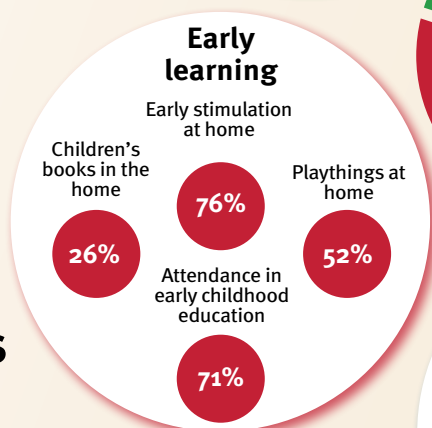 Early
learning
Early stimulation
at home
76%
Children's
books in the
home
26%
Playthings at
home
52%
Attendance in
early childhood
education
71%
s